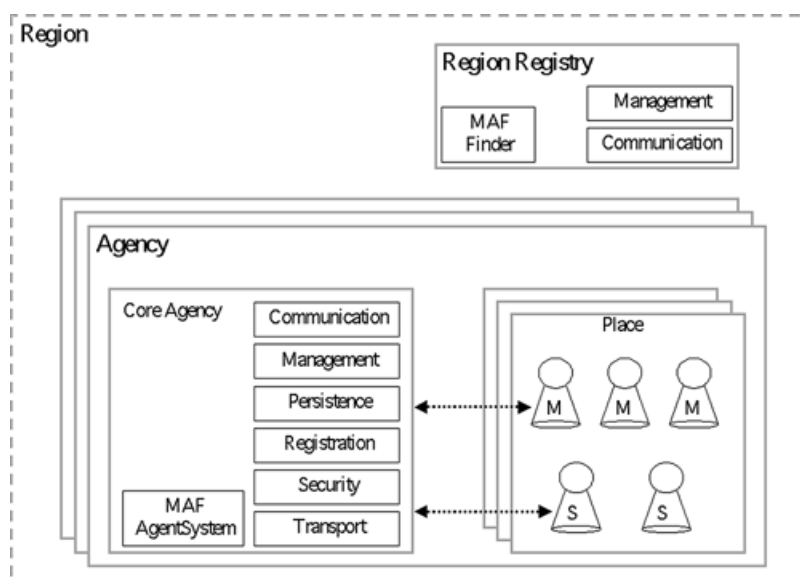 Region
Region Registry
MAF
Finder
Management
Communication
Agency
Core Agency
Communication
Management
Persistence
Registration
Security
Transport
MAF
AgentSystem
Place
M M M
S S